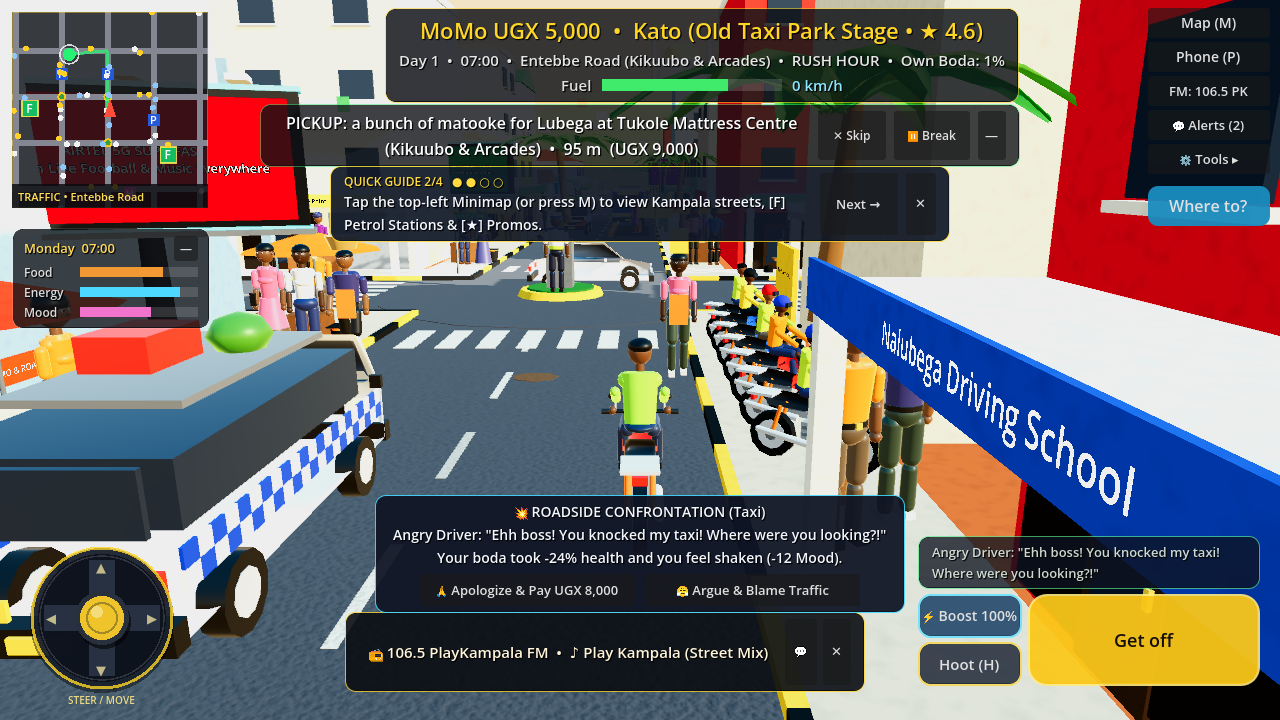 MoMo UGX 5,000 • Kato (Old Taxi Park Stage • ★ 4.6)
Day 1 • 07:00 • Entebbe Road (Kikuubo & Arcades) • RUSH HOUR • Own Boda: 1%
Fuel 0 km/h
PICKUP: a bunch of matooke for Lubega at Tukole Mattress Centre
(Kikuubo & Arcades) • 95 m (UGX 9,000)
✕ Skip
⏸ Break
—
QUICK GUIDE 2/4
Tap the top-left Minimap (or press M) to view Kampala streets, [F]
Petrol Stations & [★] Promos.
Next →
✕
Map (M)
Phone (P)
FM: 106.5 PK
💬 Alerts (2)
⚙ Tools ▸
Where to?
F
P
F
everywhere
TRAFFIC • Entebbe Road
Monday 07:00
—
Food
Energy
Mood
Nalubega Driving School
💥 ROADSIDE CONFRONTATION (Taxi)
Angry Driver: "Ehh boss! You knocked my taxi! Where were you looking?!"
Your boda took -24% health and you feel shaken (-12 Mood).
🙏 Apologize & Pay UGX 8,000
😤 Argue & Blame Traffic
📻 106.5 PlayKampala FM • ♪ Play Kampala (Street Mix)
💬
✕
Angry Driver: "Ehh boss! You knocked my taxi!
Where were you looking?!"
⚡ Boost 100%
Hoot (H)
Get off
STEER / MOVE